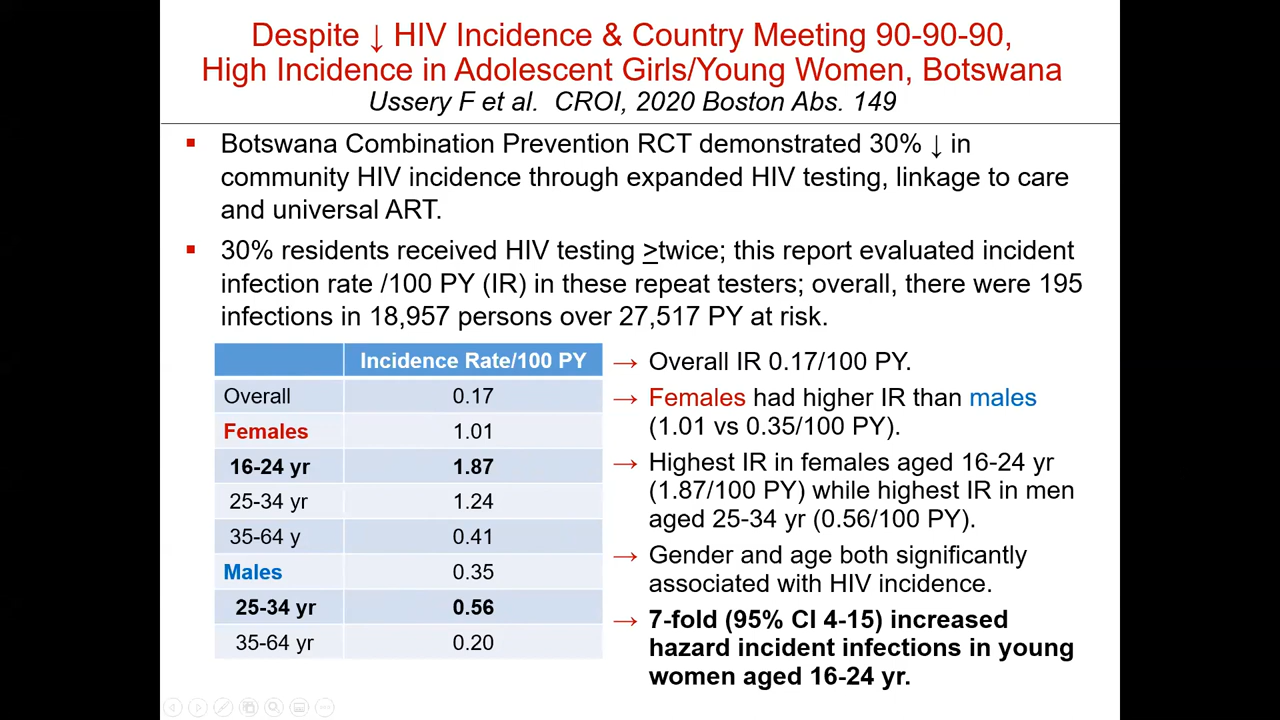 Despite ↓ HIV Incidence & Country Meeting 90-90-90,
High Incidence in Adolescent Girls/Young Women, Botswana
Ussery F et al. CROI, 2020 Boston Abs. 149
▪ Botswana Combination Prevention RCT demonstrated 30% ↓ in
community HIV incidence through expanded HIV testing, linkage to care
and universal ART.
▪ 30% residents received HIV testing ≥twice; this report evaluated incident
infection rate /100 PY (IR) in these repeat testers; overall, there were 195
infections in 18,957 persons over 27,517 PY at risk.
Incidence Rate/100 PY
Overall 0.17
Females 1.01
16-24 yr 1.87
25-34 yr 1.24
35-64 y 0.41
Males 0.35
25-34 yr 0.56
35-64 yr 0.20
→ Overall IR 0.17/100 PY.
→ Females had higher IR than males
(1.01 vs 0.35/100 PY).
→ Highest IR in females aged 16-24 yr
(1.87/100 PY) while highest IR in men
aged 25-34 yr (0.56/100 PY).
→ Gender and age both significantly
associated with HIV incidence.
→ 7-fold (95% CI 4-15) increased
hazard incident infections in young
women aged 16-24 yr.